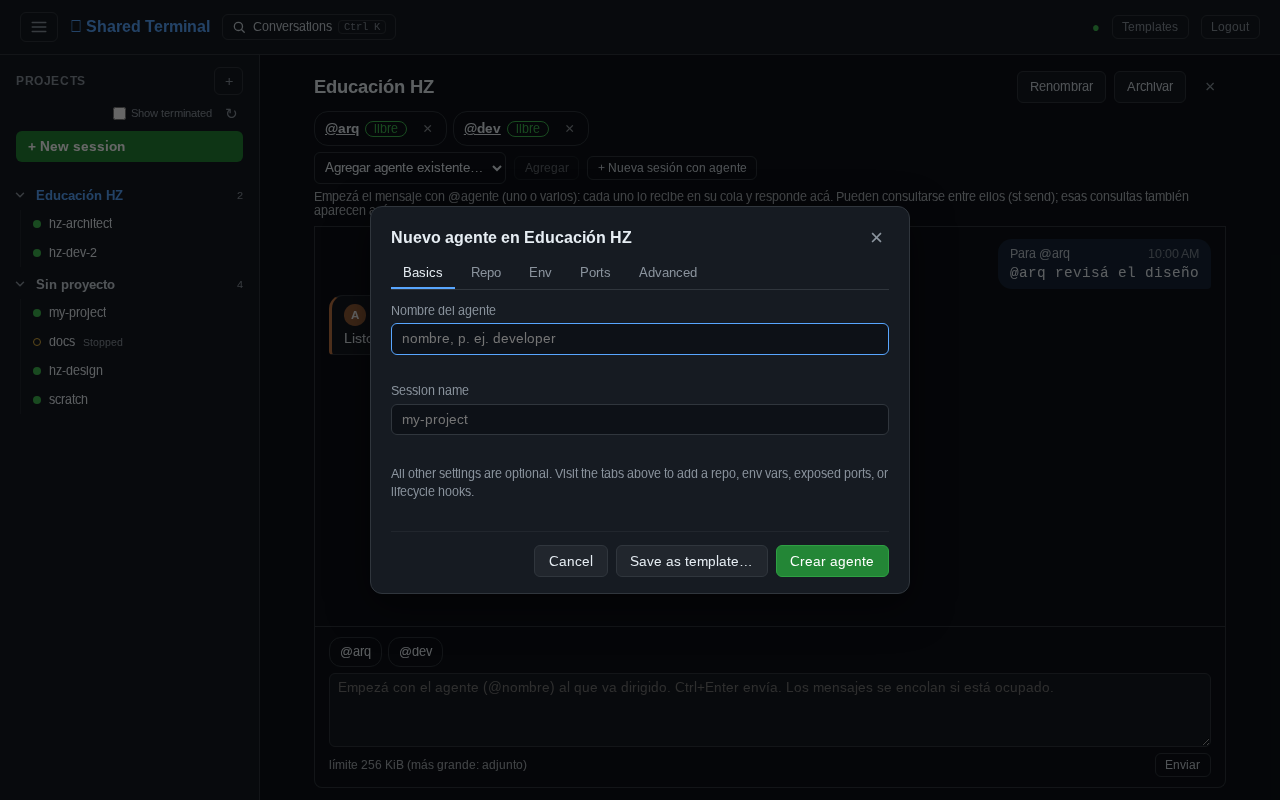 Shared Terminal
Conversations Ctrl K
Templates
Logout
PROJECTS
+
Show terminated ↻
+ New session
Educación HZ 2
hz-architect
hz-dev-2
Sin proyecto 4
my-project
docs Stopped
hz-design
scratch
Educación HZ
Renombrar
Archivar
×
@arq libre ×
@dev libre ×
Agregar agente existente…
Agregar
+ Nueva sesión con agente
Empezá el mensaje con @agente (uno o varios): cada uno lo recibe en su cola y responde acá. Pueden consultarse entre ellos (st send); esas consultas también
aparecen
Para @arq 10:00 AM
@arq revisá el diseño
A
Nuevo agente en Educación HZ
×
Basics
Repo
Env
Ports
Advanced
Nombre del agente
nombre, p. ej. developer
Session name
my-project
All other settings are optional. Visit the tabs above to add a repo, env vars, exposed ports, or
lifecycle hooks.
Cancel
Save as template…
Crear agente
@arq
@dev
Empezá con el agente (@nombre) al que va dirigido. Ctrl+Enter envía. Los mensajes se encolan si está ocupado.
límite 256 KiB (más grande: adjunto)
Enviar